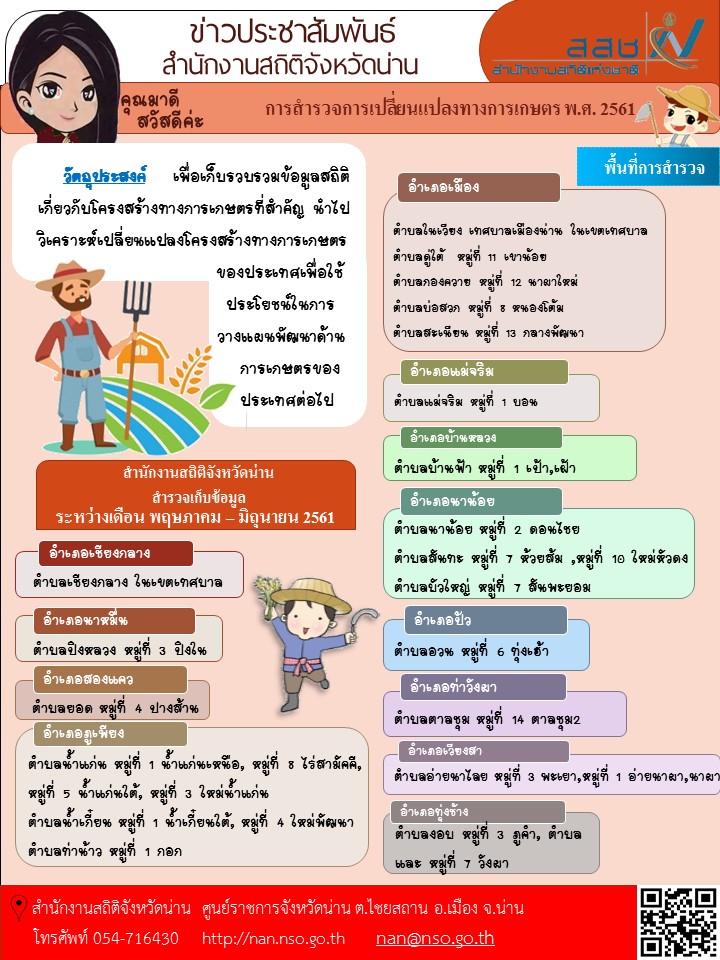 ข่าวประชาสัมพันธ์
สำนักงานสถิติจังหวัดน่าน
สสช
สำนักงานสถิติแห่งชาติ
คุณมาดี
สวัสดีค่ะ
การสำรวจการเปลี่ยนแปลงทางการเกษตร พ.ศ. 2561
วัตถุประสงค์ เพื่อเก็บรวบรวมข้อมูลสถิติ
เกี่ยวกับโครงสร้างทางการเกษตรที่สำคัญ นำไป
วิเคราะห์เปลี่ยนแปลงโครงสร้างทางการเกษตร
ของประเทศเพื่อใช้
ประโยชน์ในการ
วางแผนพัฒนาด้าน
การเกษตรของ
ประเทศต่อไป
สำนักงานสถิติจังหวัดน่าน
สำรวจเก็บข้อมูล
ระหว่างเดือน พฤษภาคม – มิถุนายน 2561
อำเภอเชียงกลาง
ตำบลเชียงกลาง ในเขตเทศบาล
อำเภอนาหมื่น
ตำบลปิงหลวง หมู่ที่ 3 ปิงใน
อำเภอสองแคว
ตำบลยอด หมู่ที่ 4 ปางส้าน
อำเภอภูเพียง
ตำบลน้ำแก่น หมู่ที่ 1 น้ำแก่นเหนือ, หมู่ที่ 8 ไร่สามัคคี,
หมู่ที่ 5 น้ำแก่นใต้, หมู่ที่ 3 ใหม่น้ำแก่น
ตำบลน้ำเกี๋ยน หมู่ที่ 1 น้ำเกี๋ยนใต้, หมู่ที่ 4 ใหม่พัฒนา
ตำบลท่าน้าว หมู่ที่ 1 กอก
พื้นที่การสำรวจ
อำเภอเมือง
ตำบลในเวียง เทศบาลเมืองน่าน ในเขตเทศบาล
ตำบลดู่ใต้ หมู่ที่ 11 เขาน้อย
ตำบลกองควาย หมู่ที่ 12 นาผาใหม่
ตำบลบ่อสวก หมู่ที่ 8 หนองโต้ม
ตำบลสะเนียน หมู่ที่ 13 กลางพัฒนา
อำเภอแม่จริม
ตำบลแม่จริม หมู่ที่ 1 บอน
อำเภอบ้านหลวง
ตำบลบ้านฟ้า หมู่ที่ 1 เป้า,เฝ้า
อำเภอนาน้อย
ตำบลนาน้อย หมู่ที่ 2 ดอนไชย
ตำบลสันทะ หมู่ที่ 7 ห้วยส้ม ,หมู่ที่ 10 ใหม่หัวดง
ตำบลบัวใหญ่ หมู่ที่ 7 สันพะยอม
อำเภอปัว
ตำบลอวน หมู่ที่ 6 ทุ่งเฮ้า
อำเภอท่าวังผา
ตำบลตาลชุม หมู่ที่ 14 ตาลชุม2
อำเภอเวียงสา
ตำบลอ่ายนาไลย หมู่ที่ 3 พะเยา,หมู่ที่ 1 อ่ายนาผา,นาผา
อำเภอทุ่งช้าง
ตำบลงอบ หมู่ที่ 3 ภูคำ, ตำบล
และ หมู่ที่ 7 วังผา
สำนักงานสถิติจังหวัดน่าน ศูนย์ราชการจังหวัดน่าน ต.ไชยสถาน อ.เมือง จ.น่าน
โทรศัพท์ 054-716430 http://nan.nso.go.th nan@nso.go.th